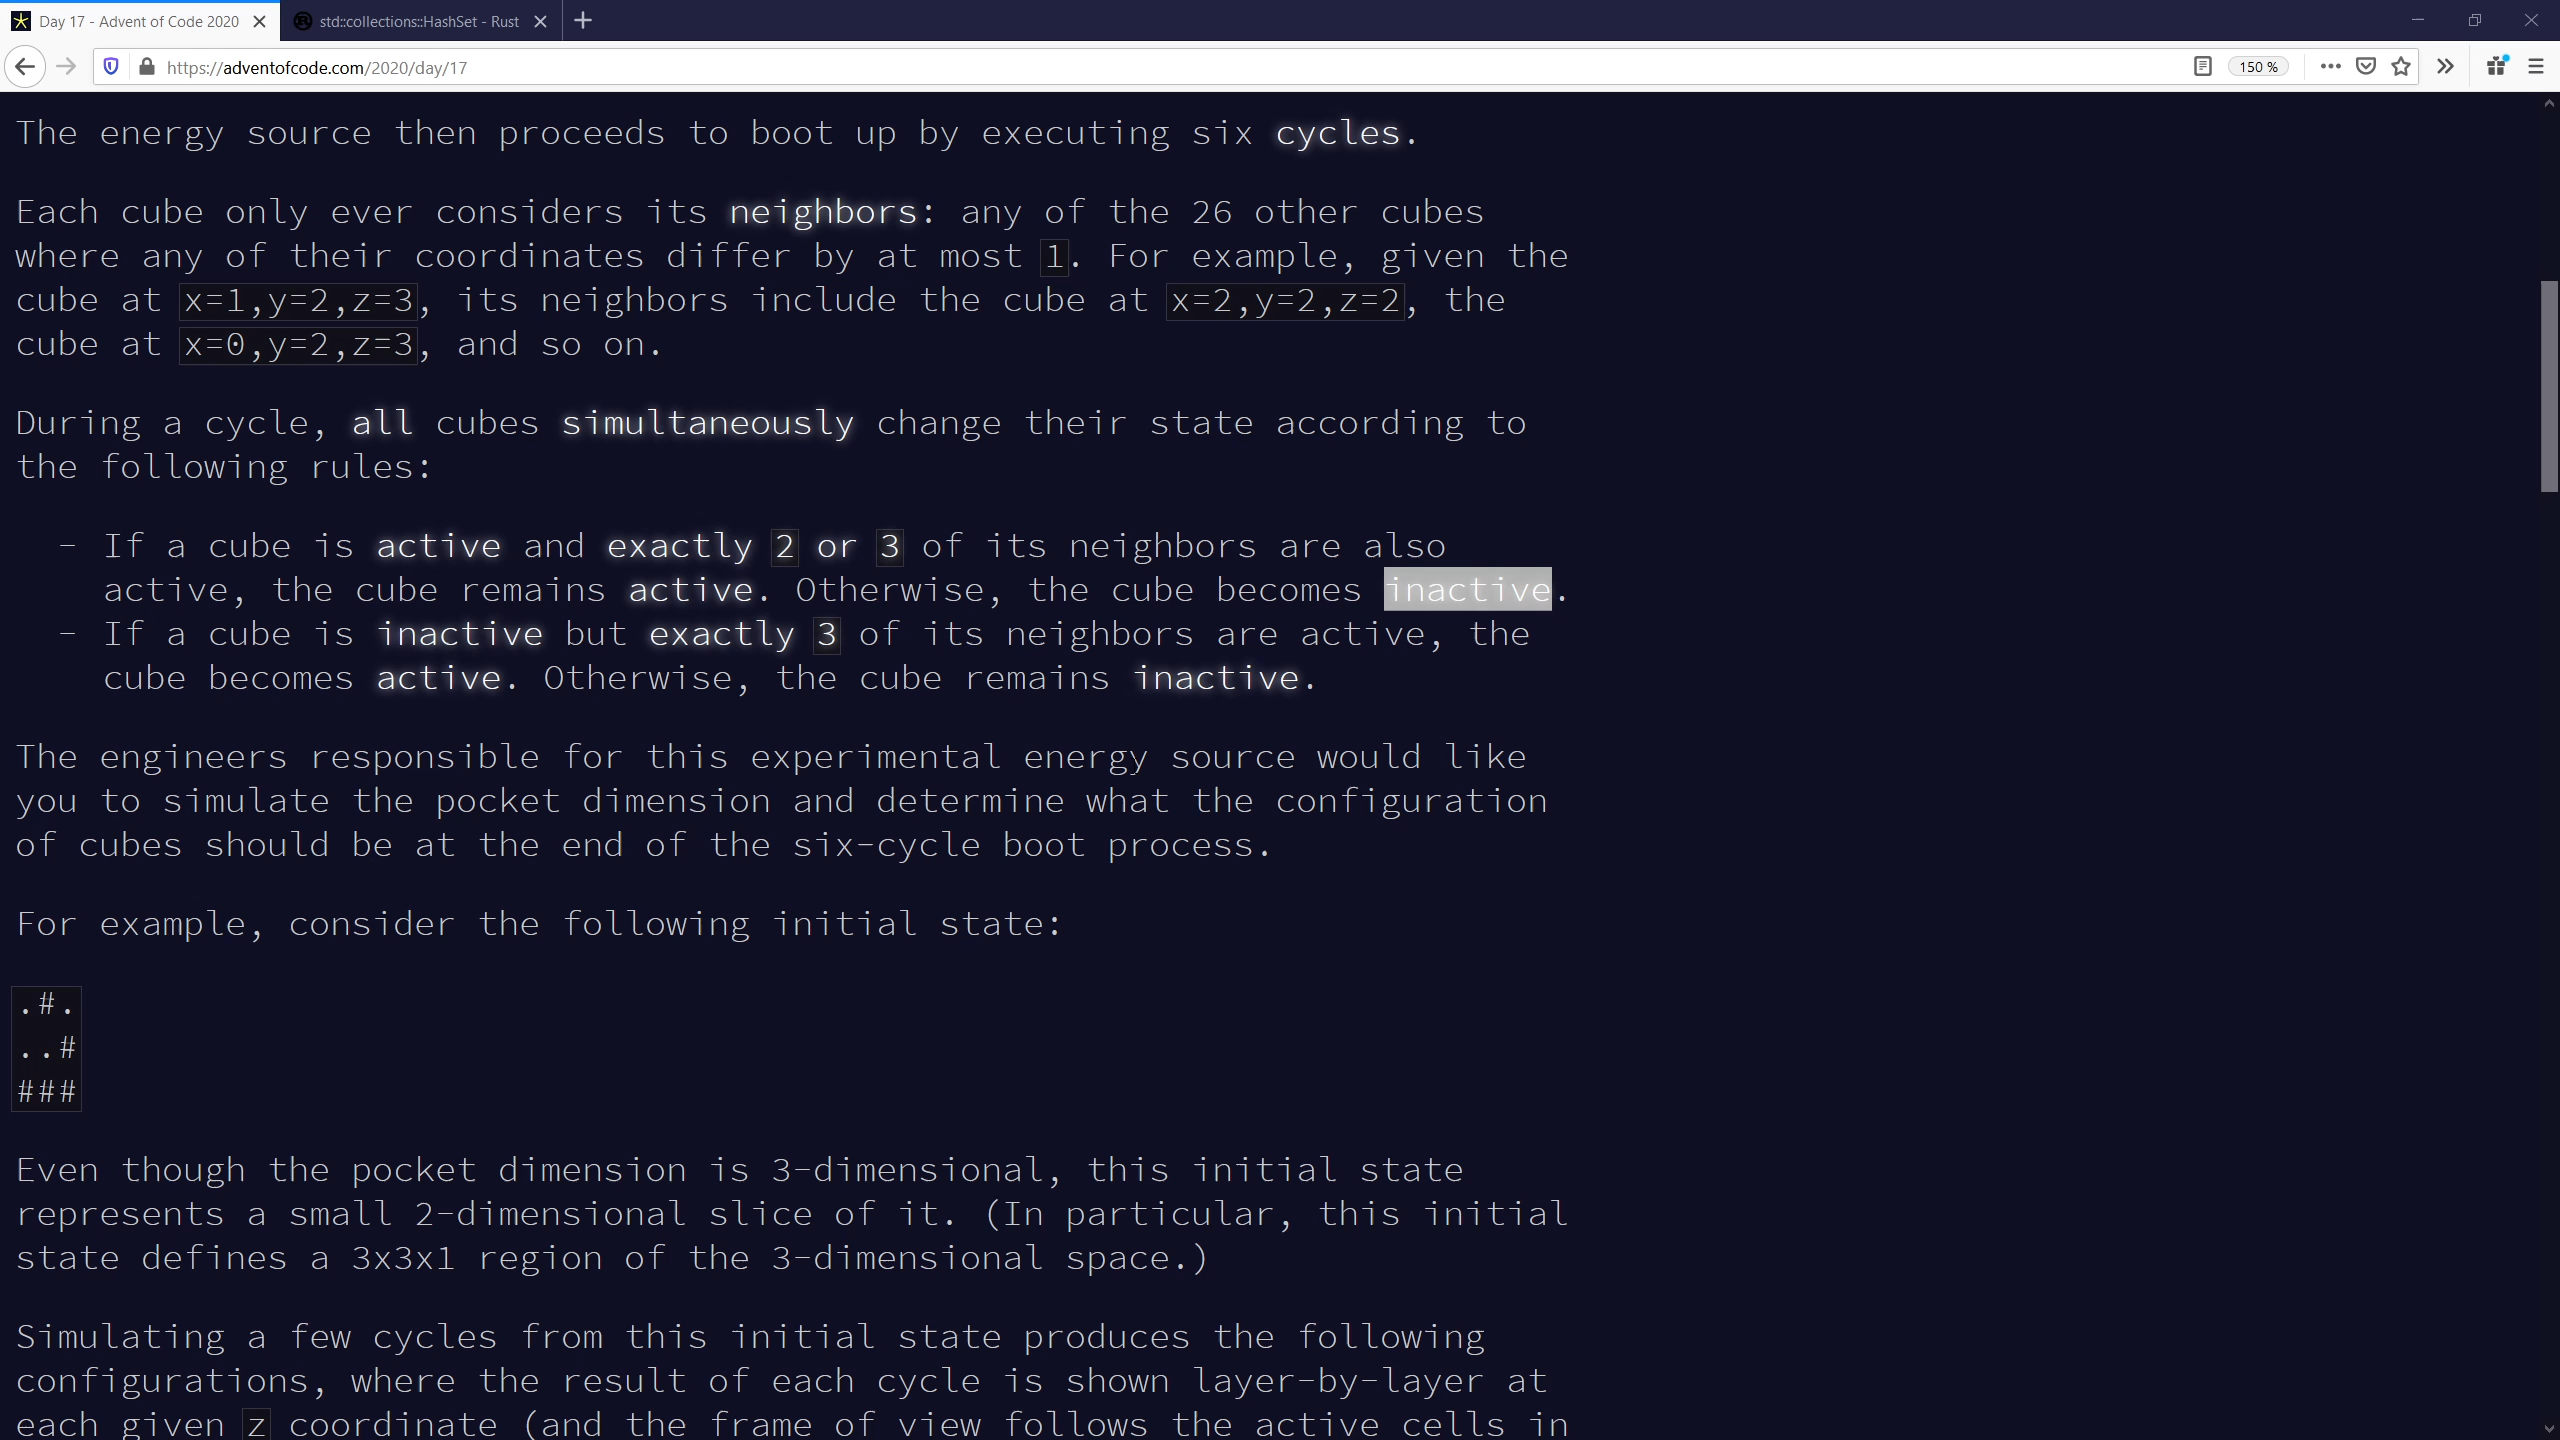 Day 17 - Advent of Code 2020
std::collections::HashSet - Rust
https://adventofcode.com/2020/day/17
150 %
The energy source then proceeds to boot up by executing six cycles.
Each cube only ever considers its neighbors: any of the 26 other cubes
where any of their coordinates differ by at most 1. For example, given the
cube at x=1,y=2,z=3, its neighbors include the cube at x=2,y=2,z=2, the
cube at x=0,y=2,z=3, and so on.
During a cycle, all cubes simultaneously change their state according to
the following rules:
- If a cube is active and exactly 2 or 3 of its neighbors are also
active, the cube remains active. Otherwise, the cube becomes inactive.
- If a cube is inactive but exactly 3 of its neighbors are active, the
cube becomes active. Otherwise, the cube remains inactive.
The engineers responsible for this experimental energy source would like
you to simulate the pocket dimension and determine what the configuration
of cubes should be at the end of the six-cycle boot process.
For example, consider the following initial state:
.#.
..#
###
Even though the pocket dimension is 3-dimensional, this initial state
represents a small 2-dimensional slice of it. (In particular, this initial
state defines a 3x3x1 region of the 3-dimensional space.)
Simulating a few cycles from this initial state produces the following
configurations, where the result of each cycle is shown layer-by-layer at
each given z coordinate (and the frame of view follows the active cells in